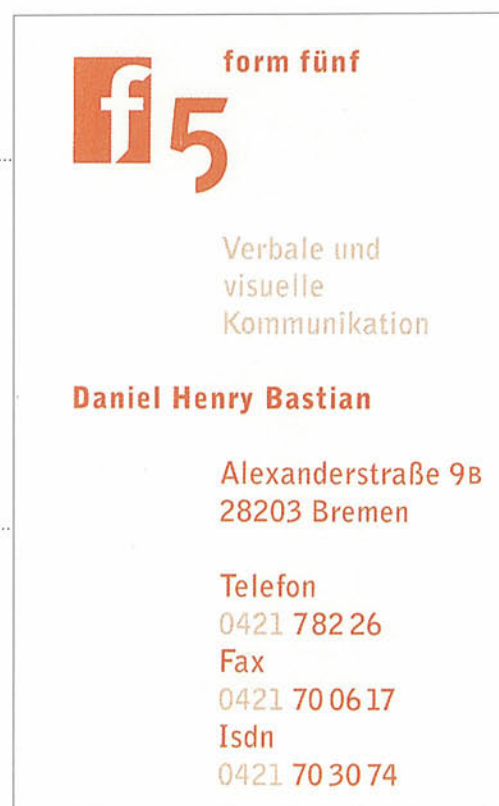 form fünf
f5
Verbale und
visuelle
Kommunikation
Daniel Henry Bastian
Alexanderstraße 9B
28203 Bremen
Telefon
0421 782 26
Fax
0421 70 06 17
Isdn
0421 70 30 74